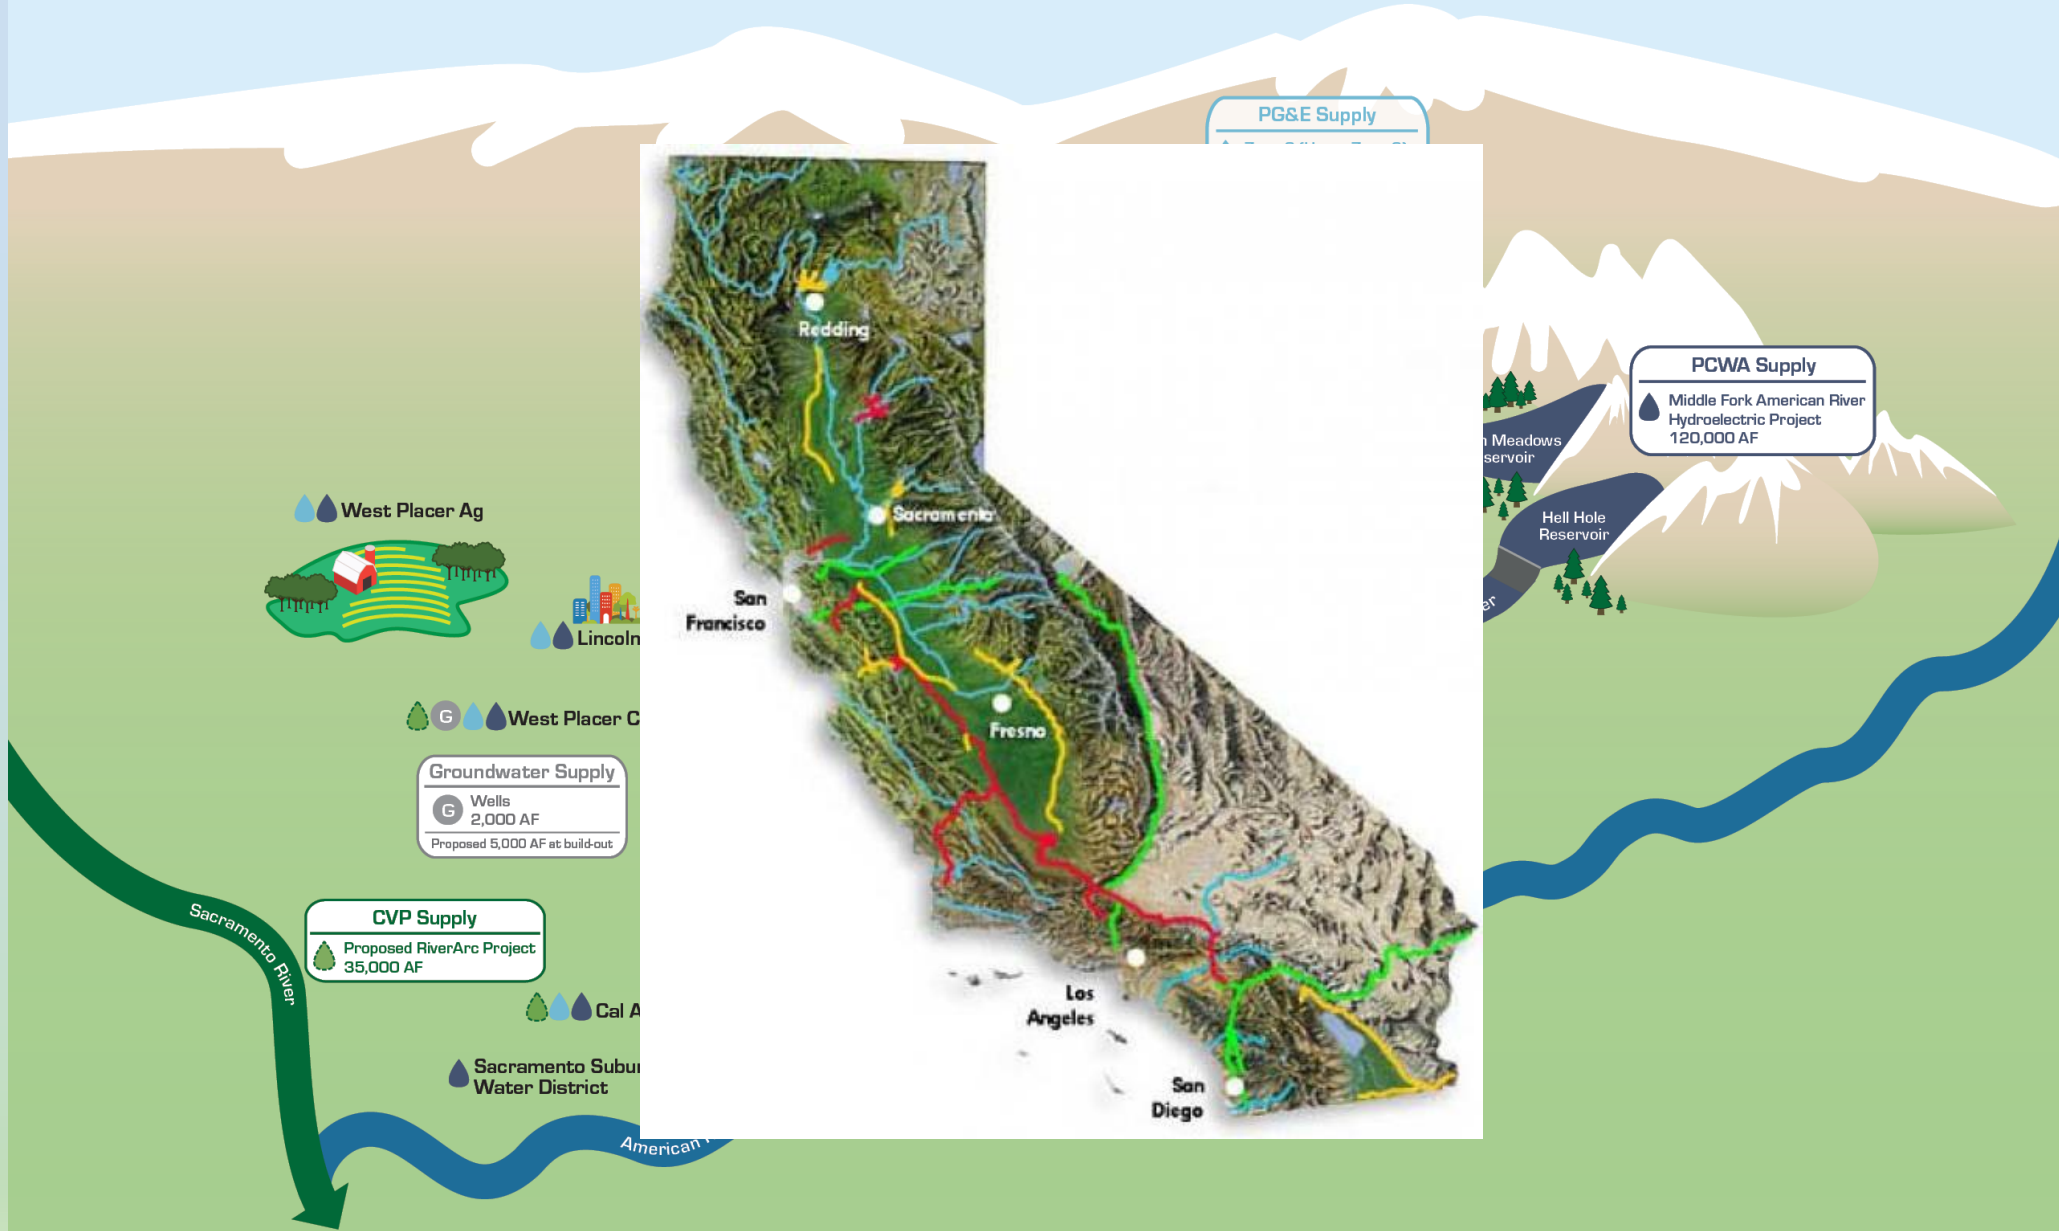 PG&E Supply
PCWA Supply
Middle Fork American River
Hydroelectric Project
120,000 AF
Meadows
Hell Hole
Reservoir
West Placer Ag
Lincoln
G
West Placer C
Groundwater Supply
G
Wells
2,000 AF
Proposed 5,000 AF at build-out
Sacramento River
CVP Supply
Proposed RiverArc Project
35,000 AF
Cal A
Sacramento Subur
Water District
American
Redding
Sacramento
San
Francisco
Fresno
Los
Angeles
San
Diego